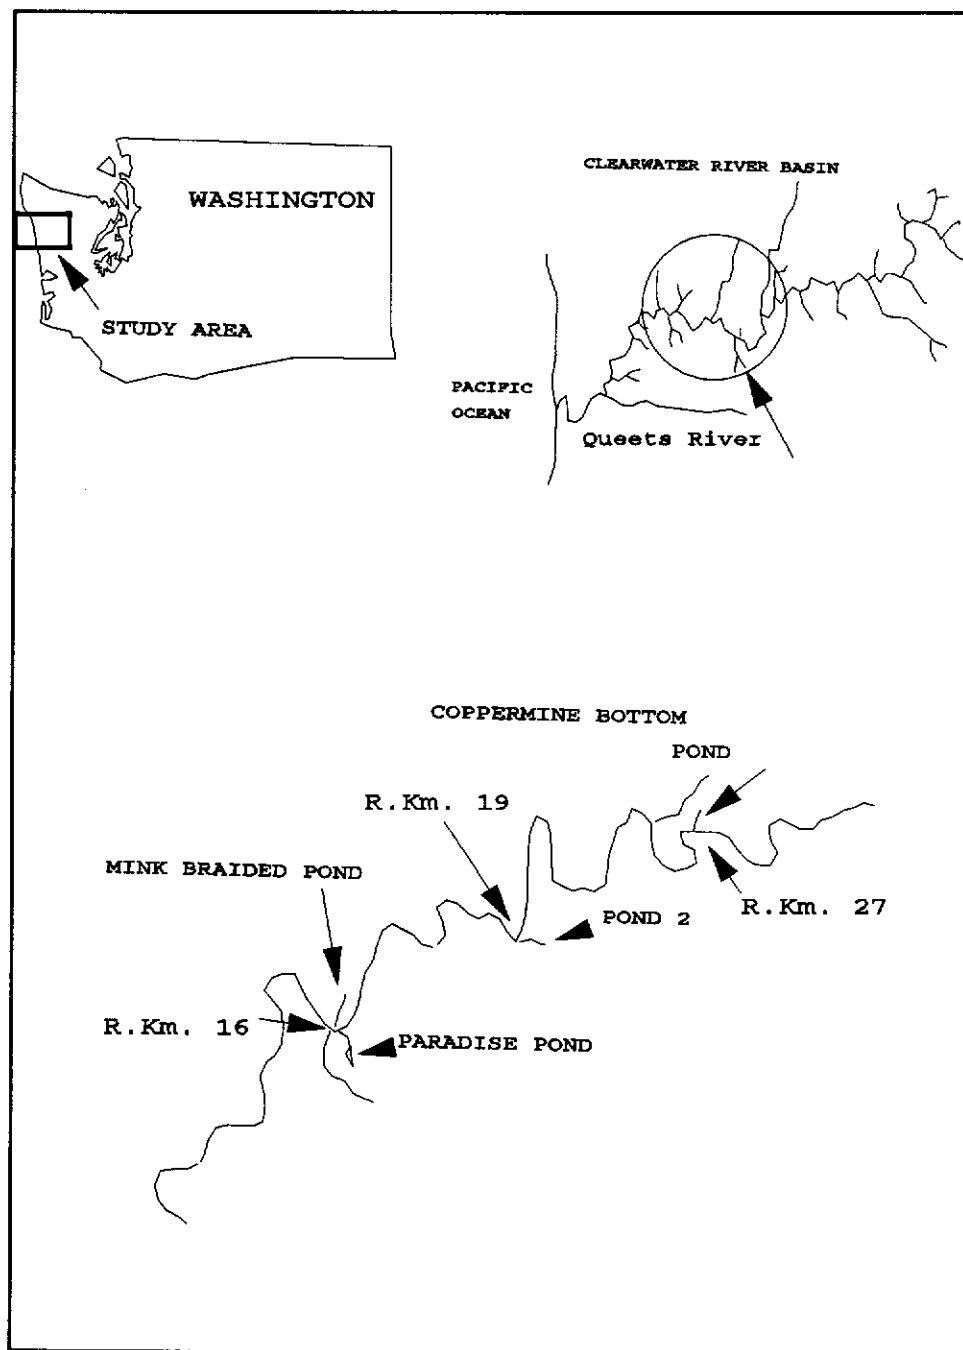 WASHINGTON
STUDY AREA
CLEARWATER RIVER BASIN
PACIFIC
OCEAN
Queets River
COPPERMINE BOTTOM
POND
R.Km. 19
MINK BRAIDED POND
R.Km. 27
POND 2
R.Km. 16
PARADISE POND